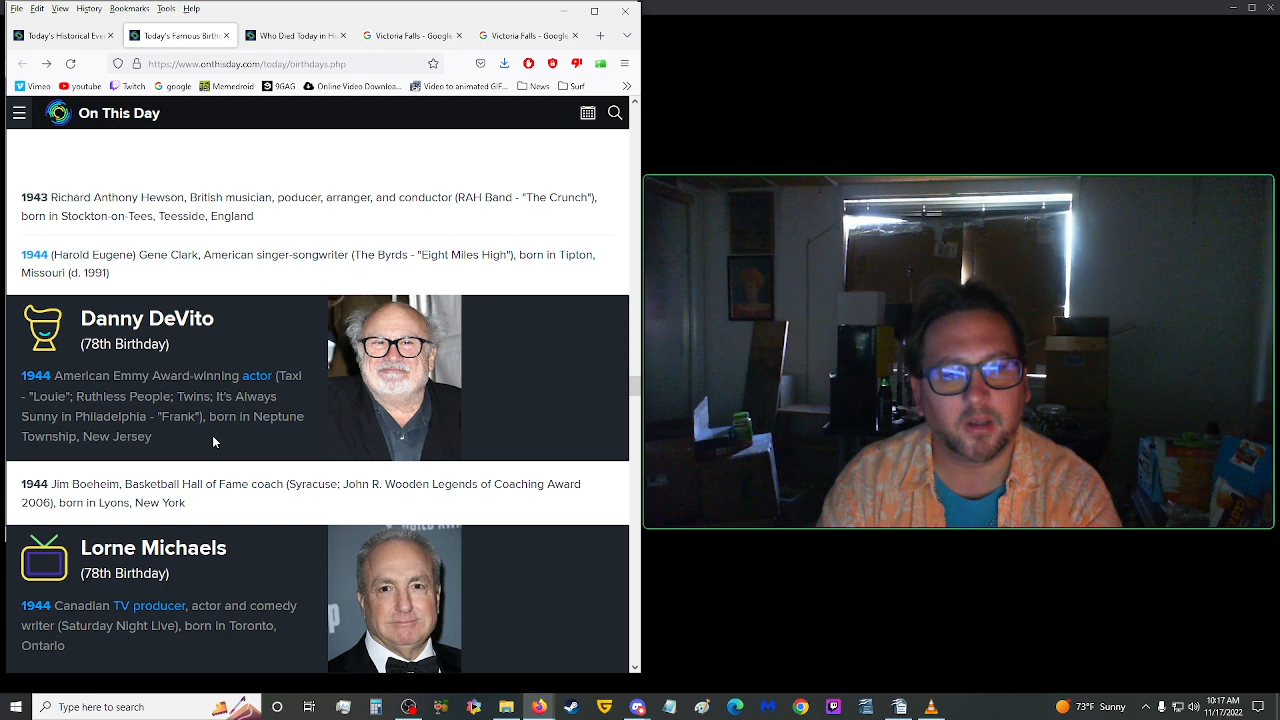 File Edit View History Bookmarks Tools Help
Today's Historical Eve
Today's Famous Birth
Who Died Today in His
Victoria Falls - Google
Victoria Falls - Google
https://www.onthisday.com/today/birthdays.php
Vimeo youtube Twitch google Memedroid 9GAG Online Video Downloa... Video to animated GIF... News Surf
On This Day
1943 Richard Anthony Hewson, British musician, poducer, arranger, and conductor (RAH Band - "The Crunch"),
born in Stockton-on-Tees, Teesside, England
1944 (Harold Eugene) Gene Clark, American singer-songwriter (The Byrds - "Eight Miles High"), born in Tipton,
Missouri (d. 1991)
Danny DeVito
(78th Birthday)
1944 American Emmy Award-winning actor (Taxi
- "Louie"; Ruthless People; Twins; It's Always
Sunny in Philadelphia - "Frank"), born in Neptune
Township, New Jersey
1944 Jim Boeheim, Basketball Hall of Fame coach (Syracuse; John R. Wooden Legends of Coaching Award
2006), born in Lyons, New York
Lorne Michaels
(78th Birthday)
1944 Canadian TV producer, actor and comedy
writer (Saturday Night Live), born in Toronto,
Ontario
Type here to search
73°F Sunny
10:17 AM
11/17/2022